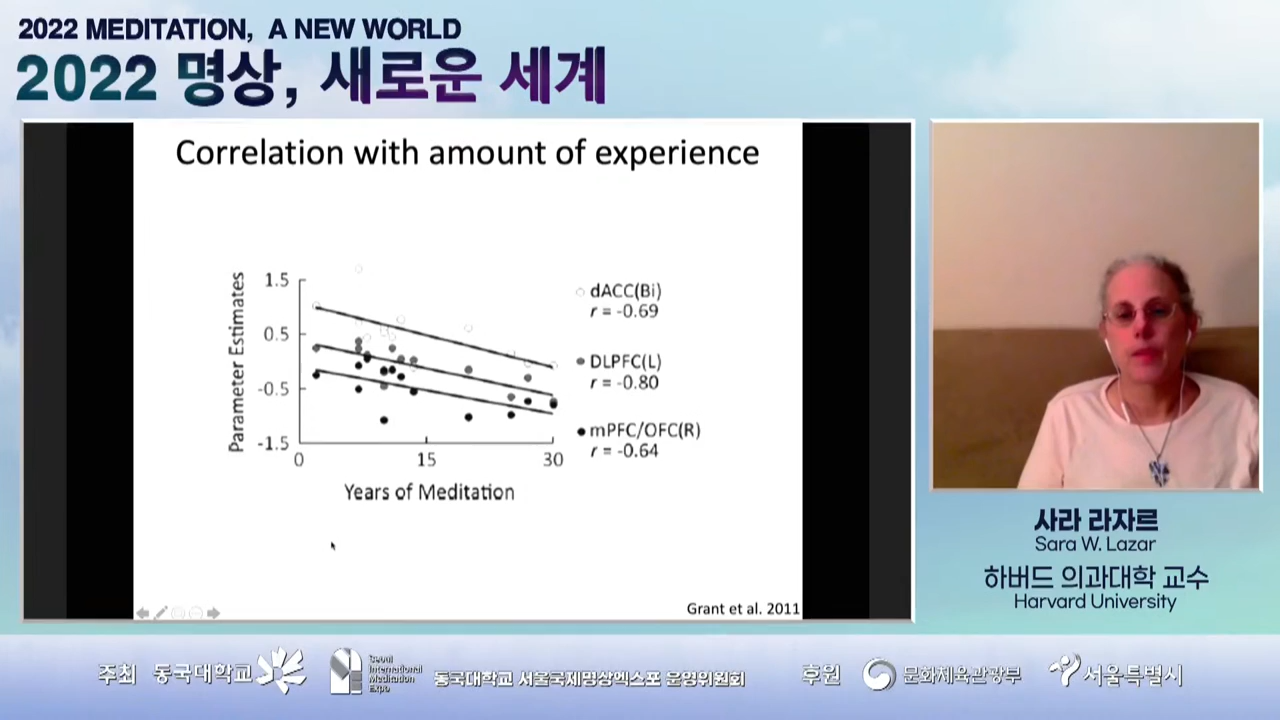 2022 MEDITATION, A NEW WORLD
2022 명상, 새로운 세계
Correlation with amount of experience
Parameter Estimates
1.5
0.5
-0.5
-1.5
0
15
30
Years of Meditation
dACC(Bi)
r = -0.69
DLPFC(L)
r = -0.80
mPFC/OFC(R)
r = -0.64
Grant et al. 2011
사라 라자르
Sara W. Lazar
하버드 의과대학 교수
Harvard University
주최 동국대학교
Seoul
International
Meditation
Expo
동국대학교 서울국제명상엑스포 운영위원회
후원 문화체육관광부 서울특별시